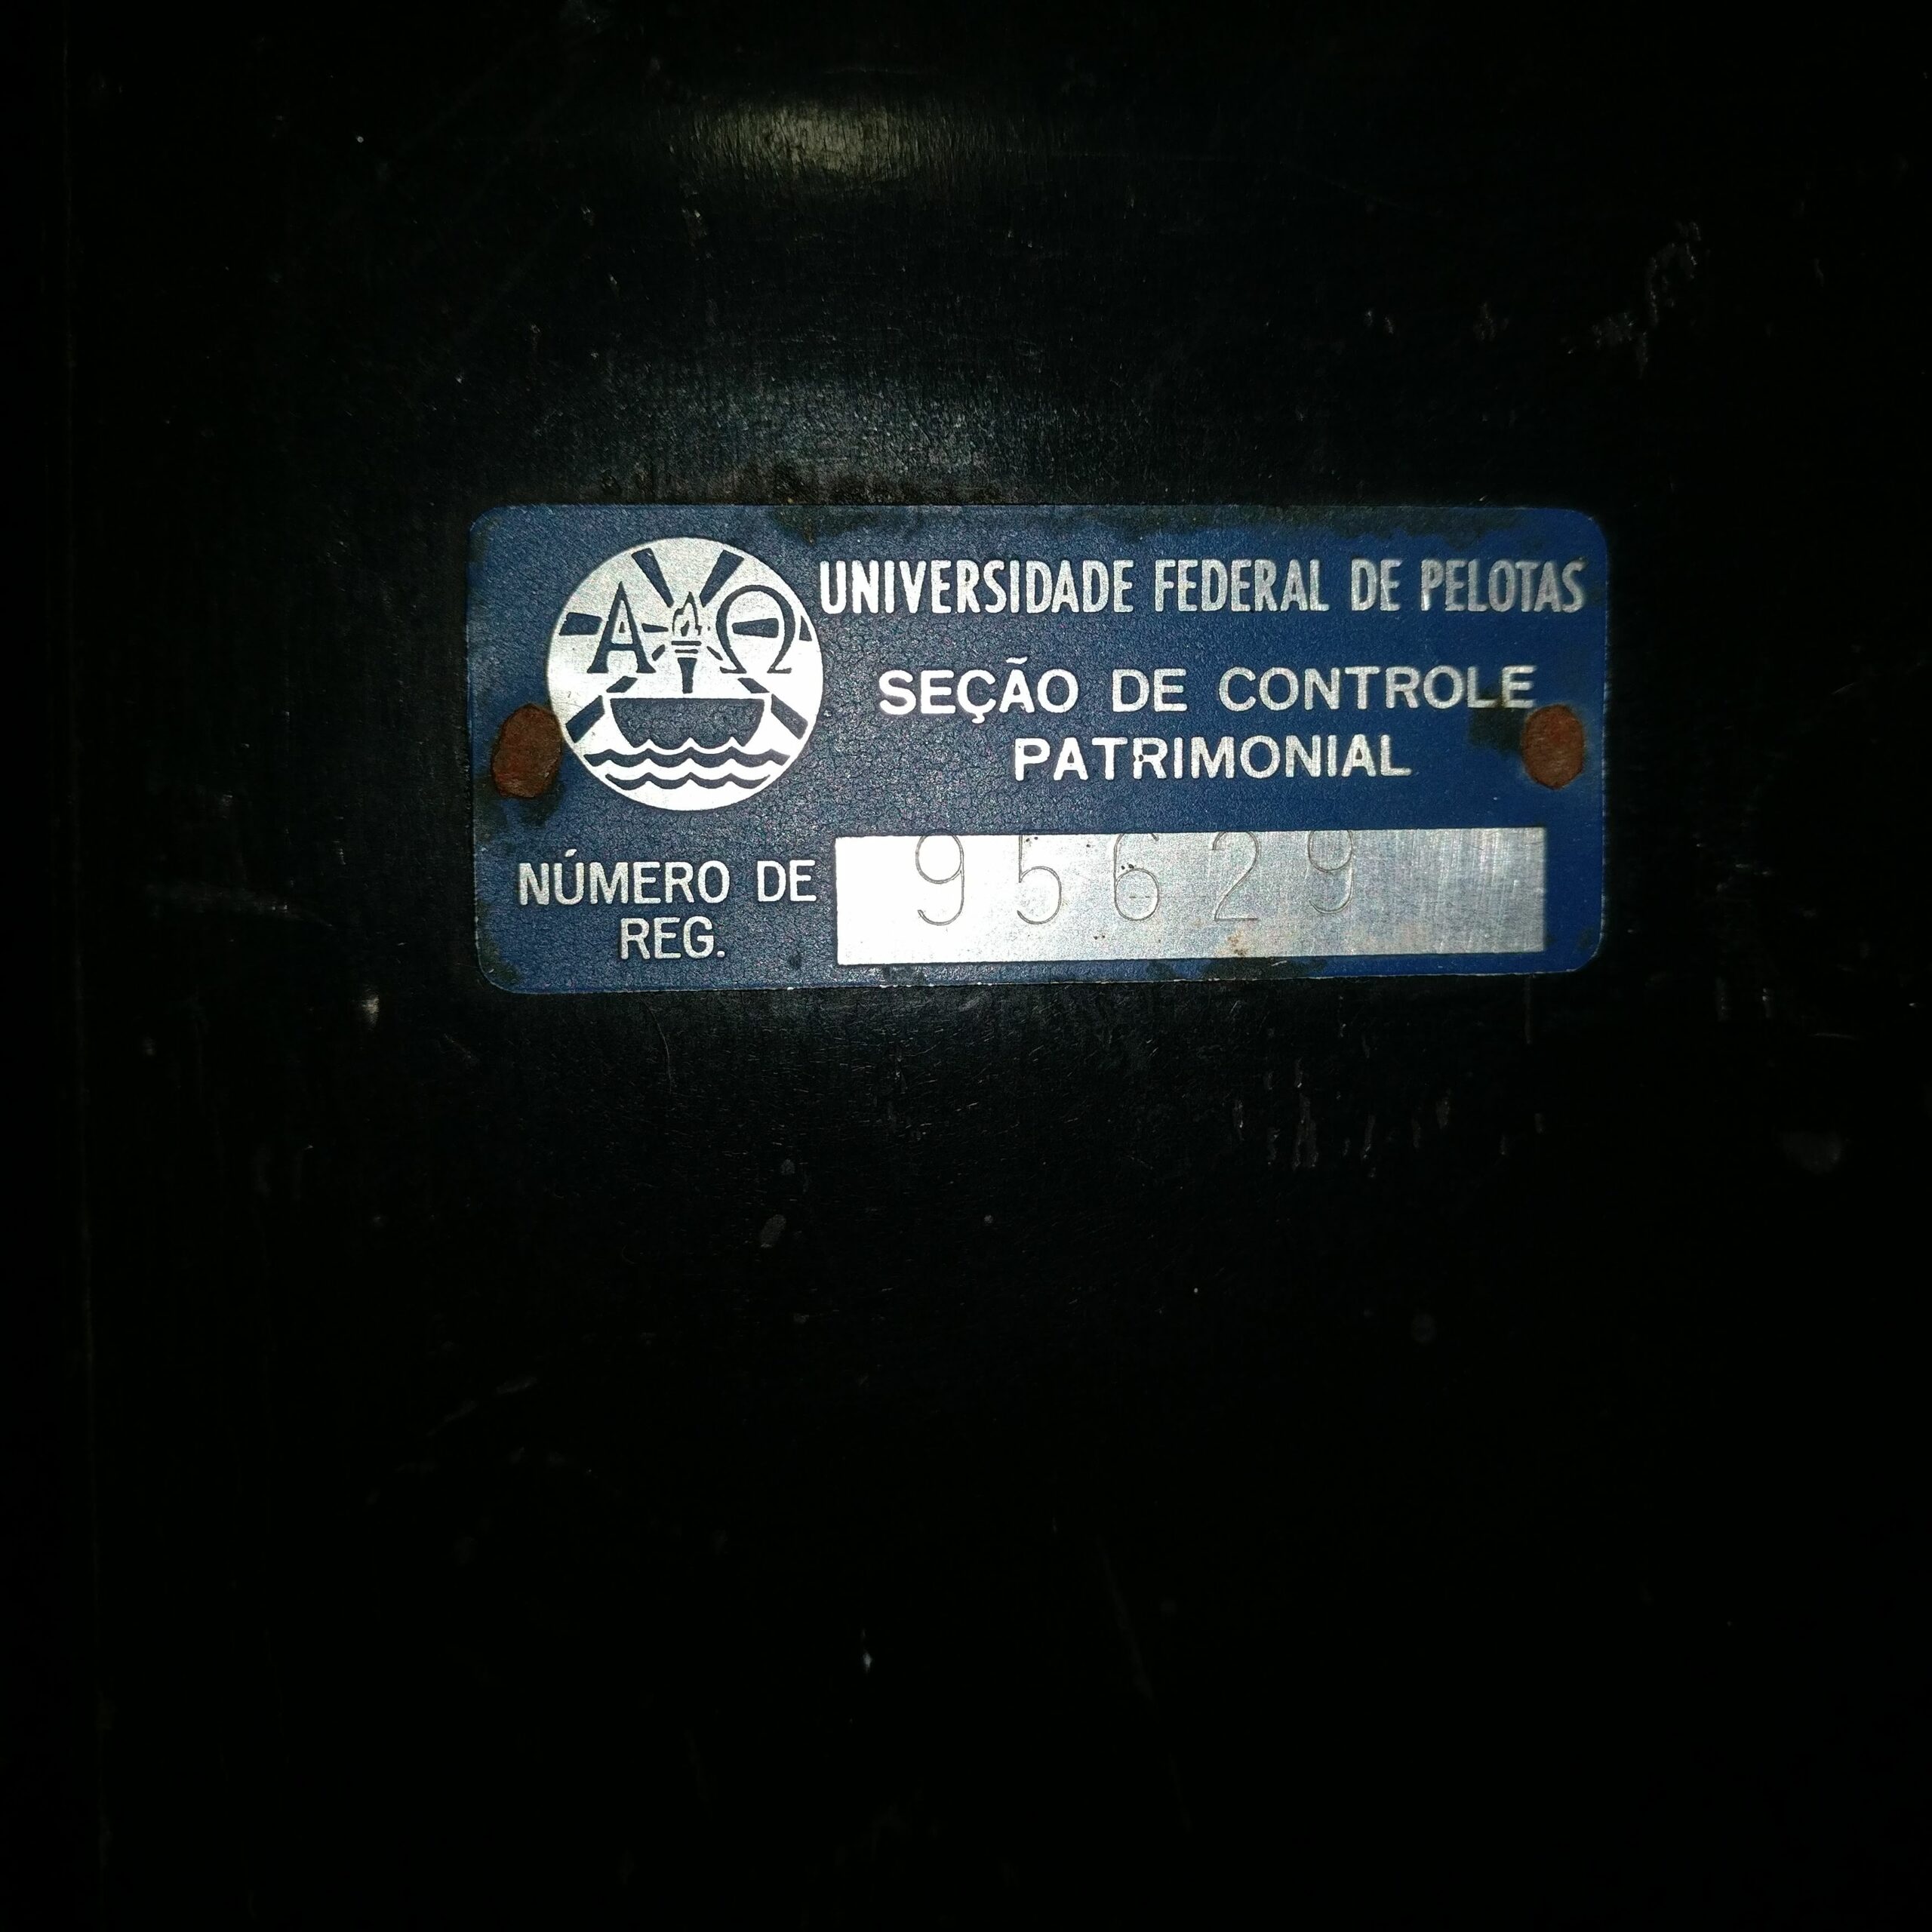 Α Ω
UNIVERSIDADE FEDERAL DE PELOTAS
SEÇÃO DE CONTROLE
PATRIMONIAL
NÚMERO DE
REG.
95629